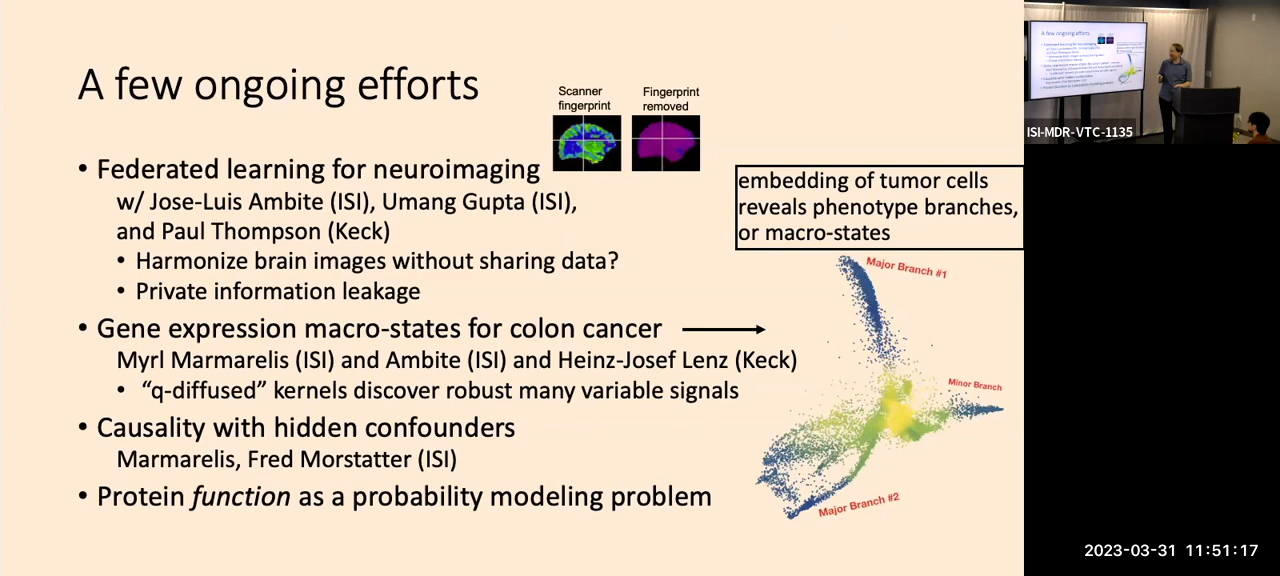 A few ongoing efforts
Scanner
fingerprint
Fingerprint
removed
• Federated learning for neuroimaging
w/ Jose-Luis Ambite (ISI), Umang Gupta (ISI),
and Paul Thompson (Keck)
• Harmonize brain images without sharing data?
• Private information leakage
• Gene expression macro-states for colon cancer
Myrl Marmarelis (ISI) and Ambite (ISI) and Heinz-Josef Lenz (Keck)
• “q-diffused” kernels discover robust many variable signals
• Causality with hidden confounders
Marmarelis, Fred Morstatter (ISI)
• Protein function as a probability modeling problem
embedding of tumor cells
reveals phenotype branches,
or macro-states
Major Branch #1
Minor Branch
Major Branch #2
A few ongoing efforts
ISI-MDR-VTC-1135
2023-03-31 11:51:17